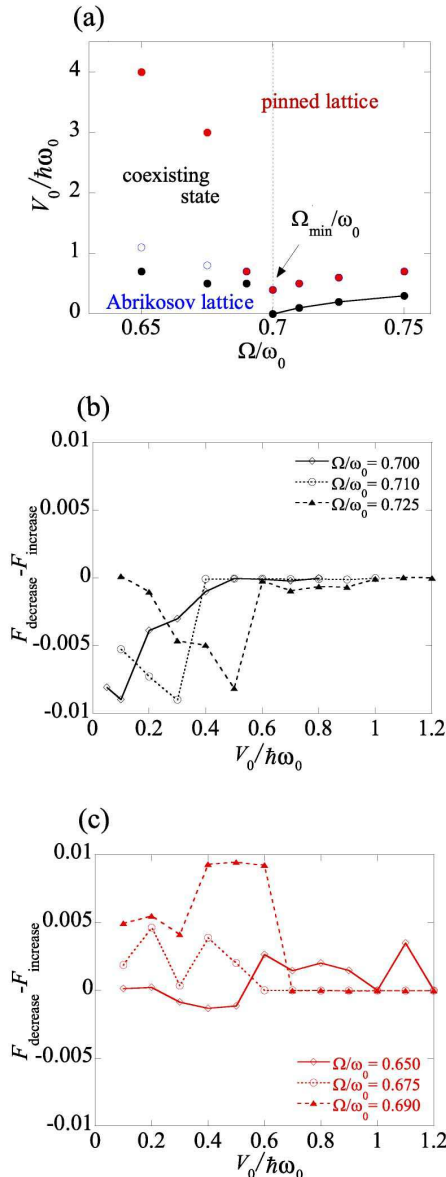 (a)
4
3
2
1
0
V0/ħω0
pinned lattice
coexisting
state
Ωmin/ω0
Abrikosov lattice
0.65
0.7
0.75
Ω/ω0
(b)
0.01
0.005
0
-0.005
-0.01
Fdecrease-Fincrease
Ω/ω0= 0.700
Ω/ω0= 0.710
Ω/ω0= 0.725
0
0.2
0.4
0.6
0.8
1
1.2
V0/ħω0
(c)
0.01
0.005
0
-0.005
-0.01
Fdecrease-Fincrease
Ω/ω0= 0.650
Ω/ω0= 0.675
Ω/ω0= 0.690
0
0.2
0.4
0.6
0.8
1
1.2
V0/ħω0